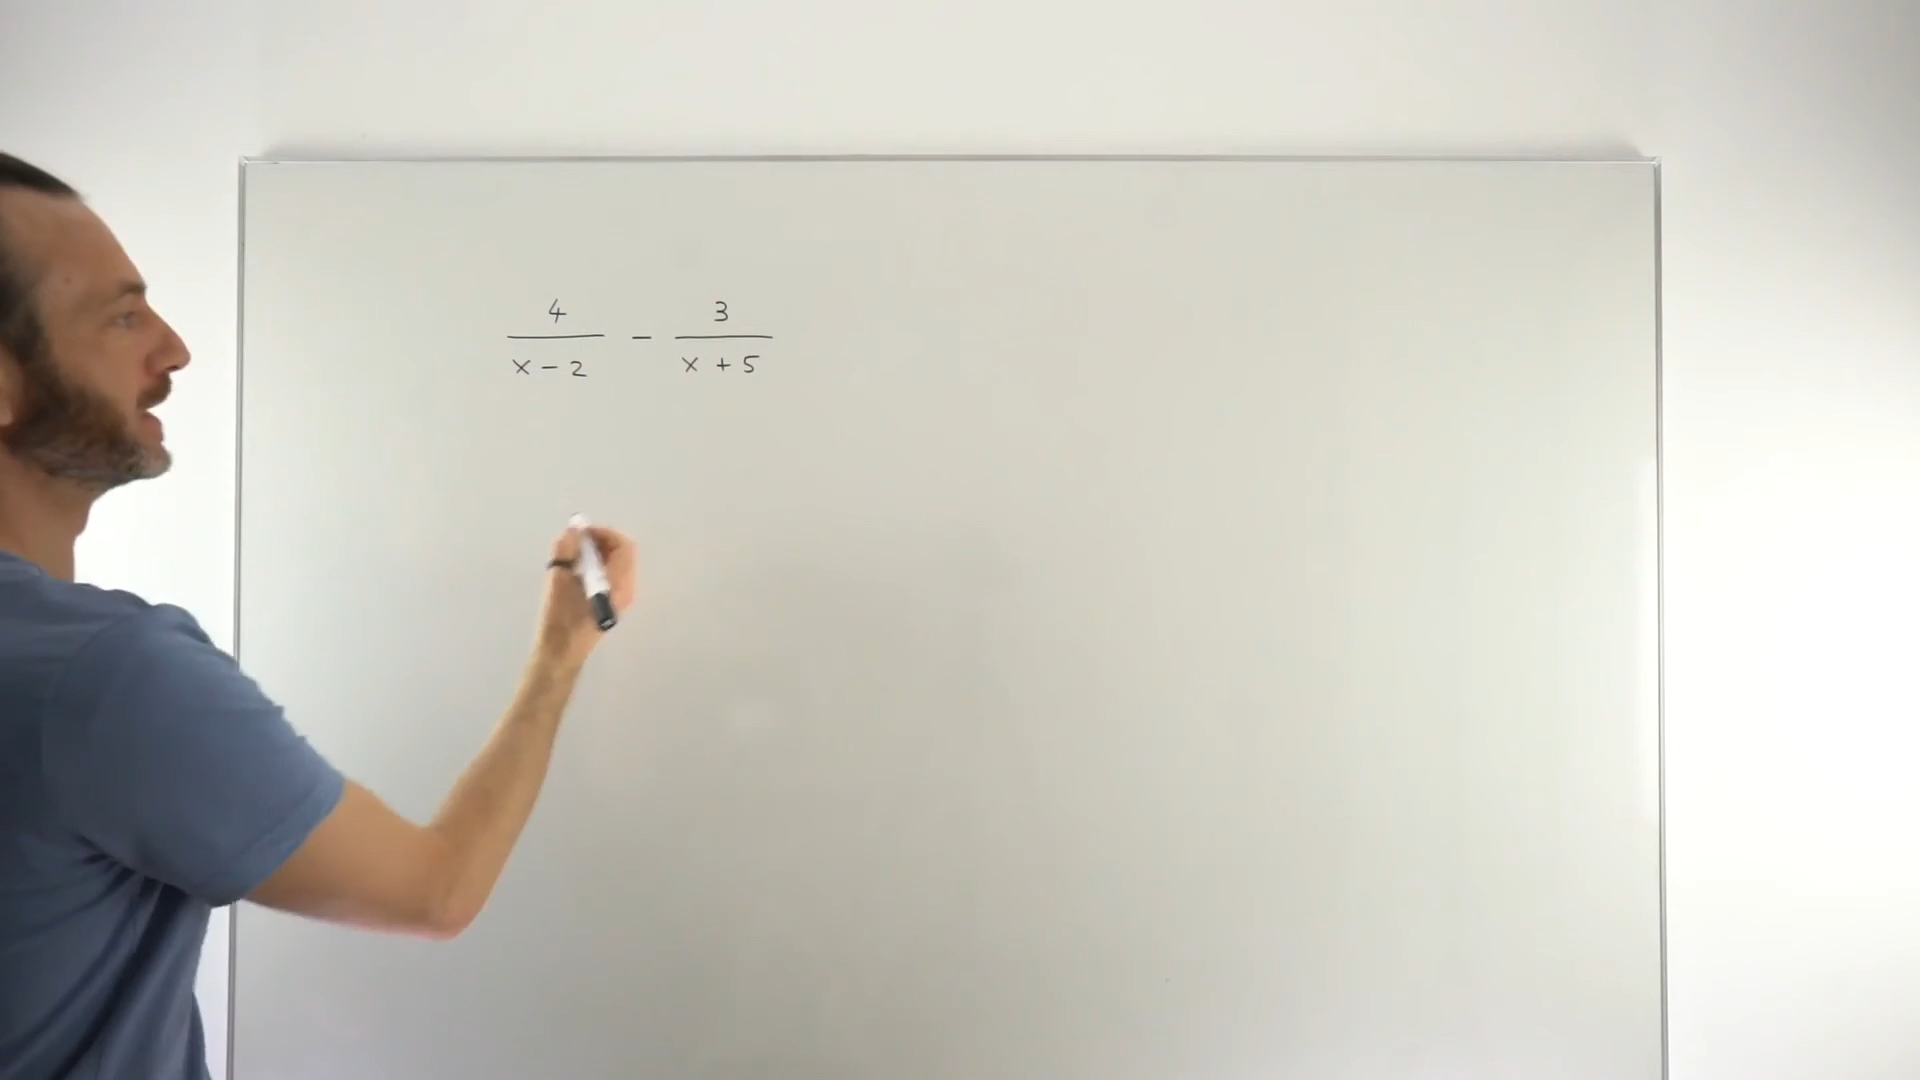 4/(x - 2) - 3/(x + 5)